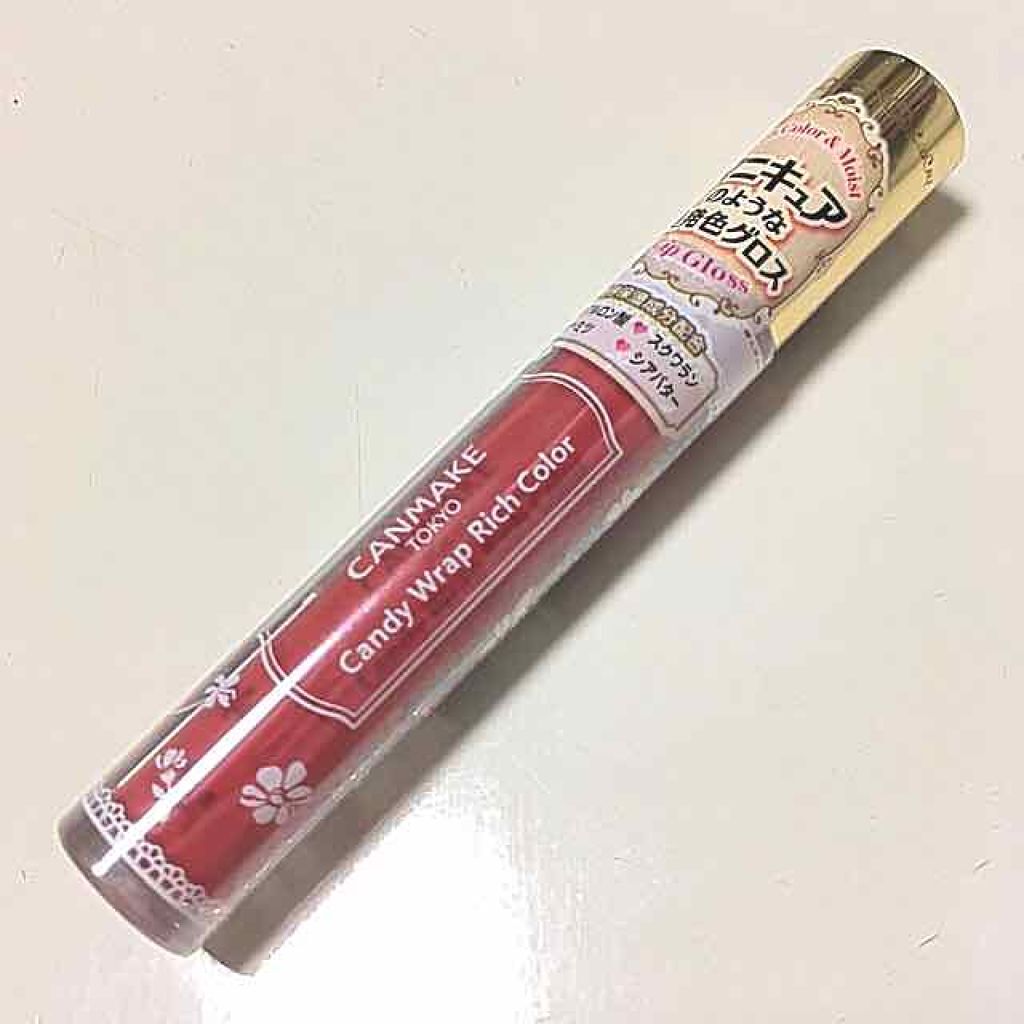 Color & Moist
ニキュア
のような
発色グロス
Gloss
スクワラン
シアバター
CANMAKE
TOKYO
Candy Wrap Rich Color